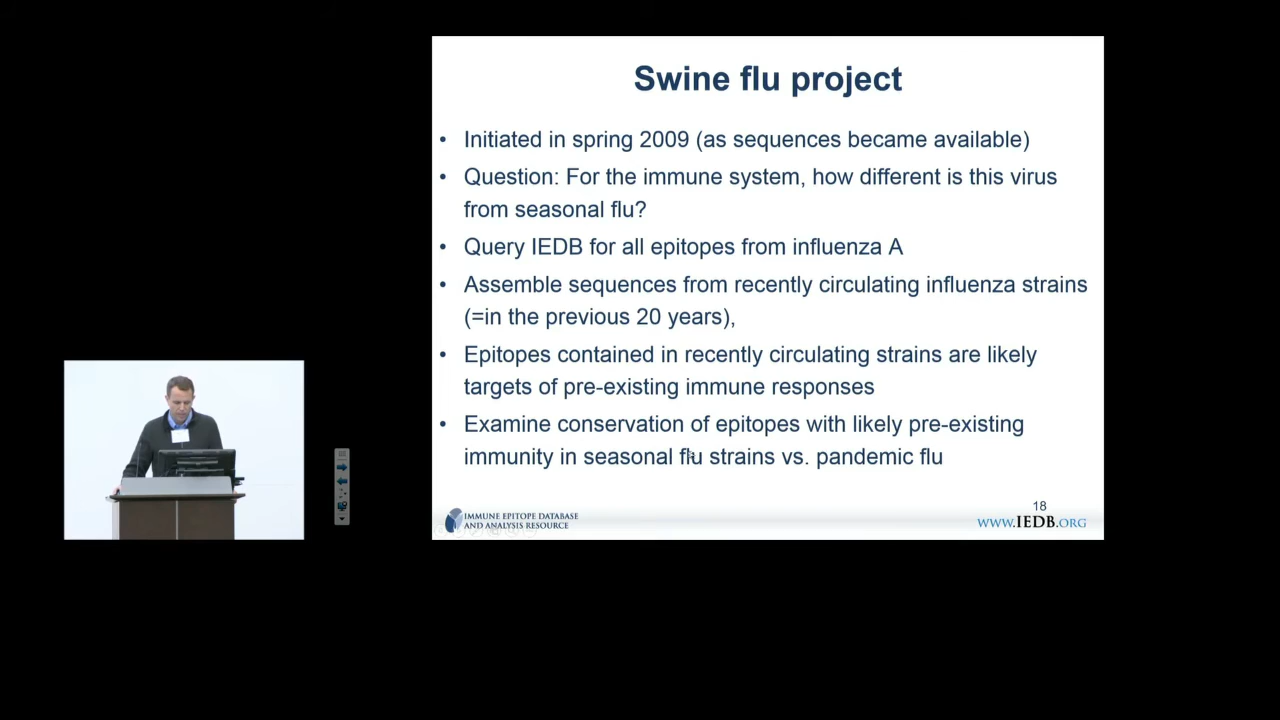 Swine flu project
• Initiated in spring 2009 (as sequences became available)
• Question: For the immune system, how different is this virus
from seasonal flu?
• Query IEDB for all epitopes from influenza A
• Assemble sequences from recently circulating influenza strains
(=in the previous 20 years),
• Epitopes contained in recently circulating strains are likely
targets of pre-existing immune responses
• Examine conservation of epitopes with likely pre-existing
immunity in seasonal flu strains vs. pandemic flu
IMMUNE EPITOPE DATABASE
AND ANALYSIS RESOURCE
18
WWW.IEDB.ORG